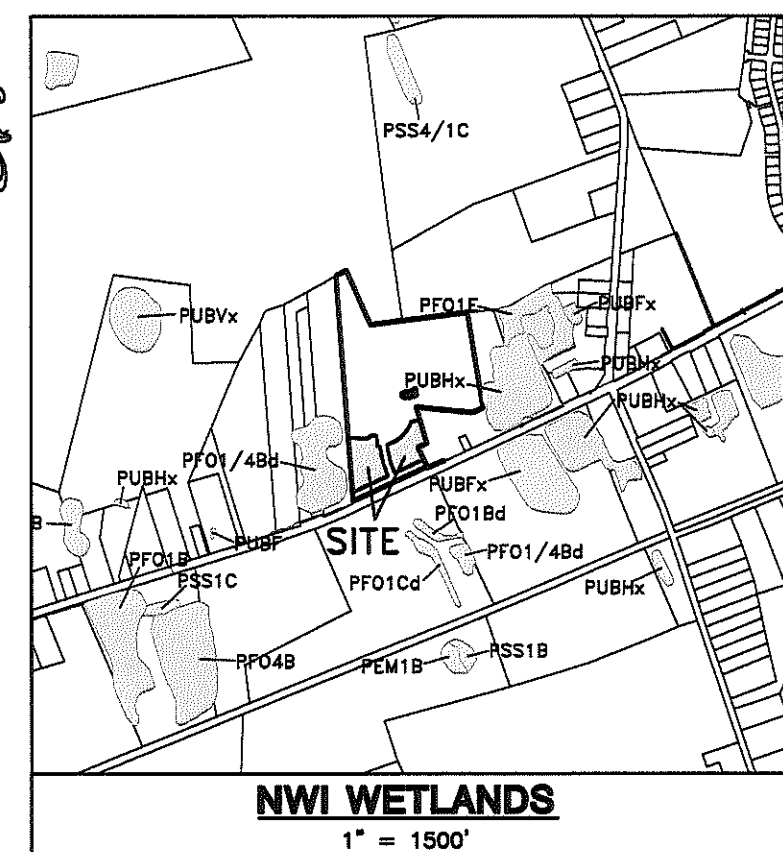 PSS4/1C
PUBVx
PFO1F
PUBFx
PUBHx
PUBHx
PUBHx
PFO1/4Bd
PUBHx
PUBFx
B
PUBF
SITE
PFO1Bd
PFO1B
PFO1/4Bd
PSS1C
PFO1Cd
PUBHx
PFO4B
PEM1B
PSS1B
NWI WETLANDS
1" = 1500'